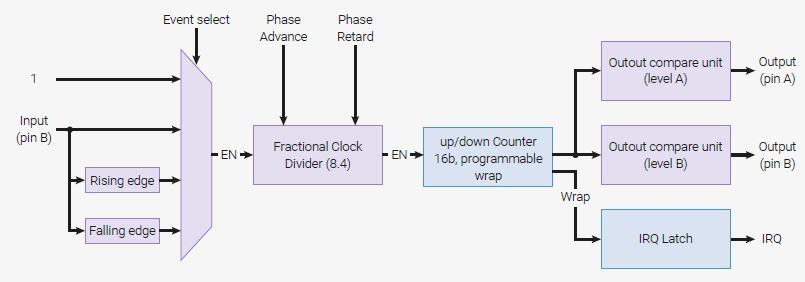 Event select
Phase
Advance
Phase
Retard
1
Input
(pin B)
Rising edge
Falling edge
EN
Fractional Clock
Divider (8.4)
EN
up/down Counter
16b, programmable
wrap
Wrap
Outout compare unit
(level A)
Output
(pin A)
Outout compare unit
(level B)
Output
(pin B)
IRQ Latch
IRQ